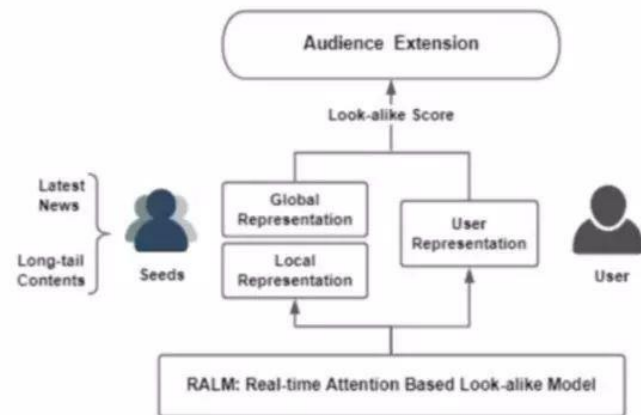 Audience Extension
Look-alike Score
Latest
News
Long-tail
Contents
Seeds
Global
Representation
Local
Representation
User
Representation
User
RALM: Real-time Attention Based Look-alike Model